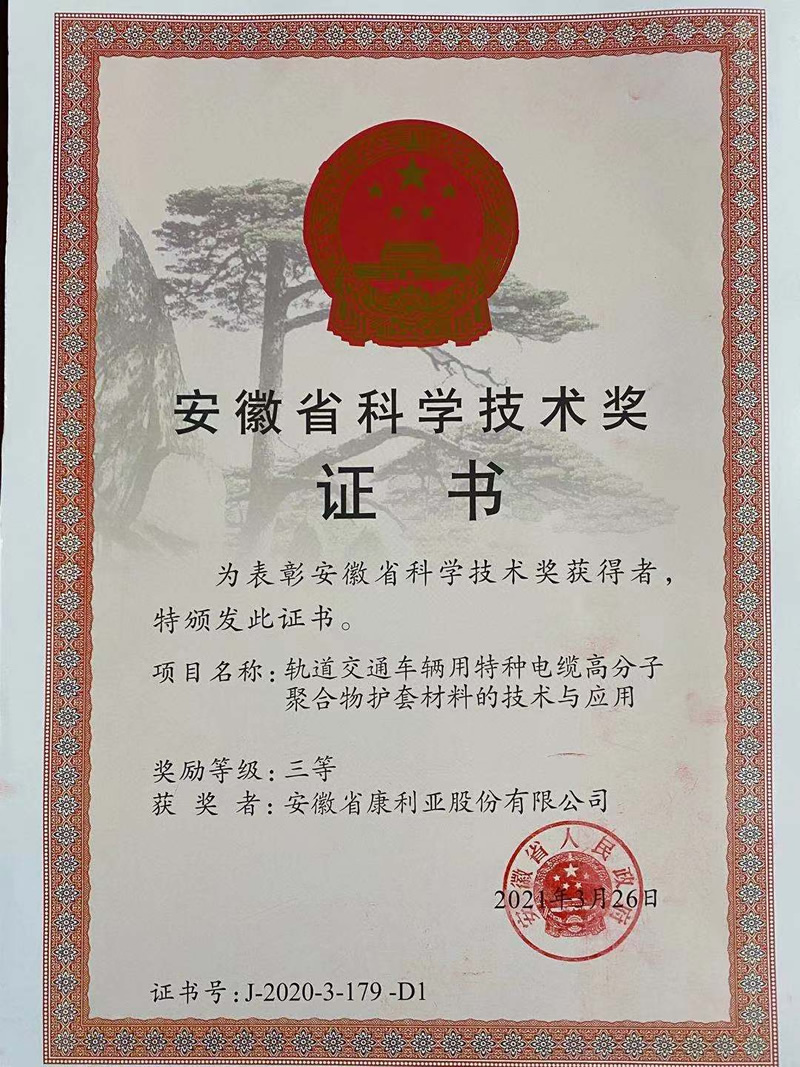 安徽省科学技术奖
证书
为表彰安徽省科学技术奖获得者，
特颁发此证书。
项目名称：轨道交通车辆用特种电缆高分子
聚合物护套材料的技术与应用
奖励等级：三等
获奖者：安徽省康利亚股份有限公司
安徽省人民政府
2021年3月26日
证书号：J-2020-3-179 -D1